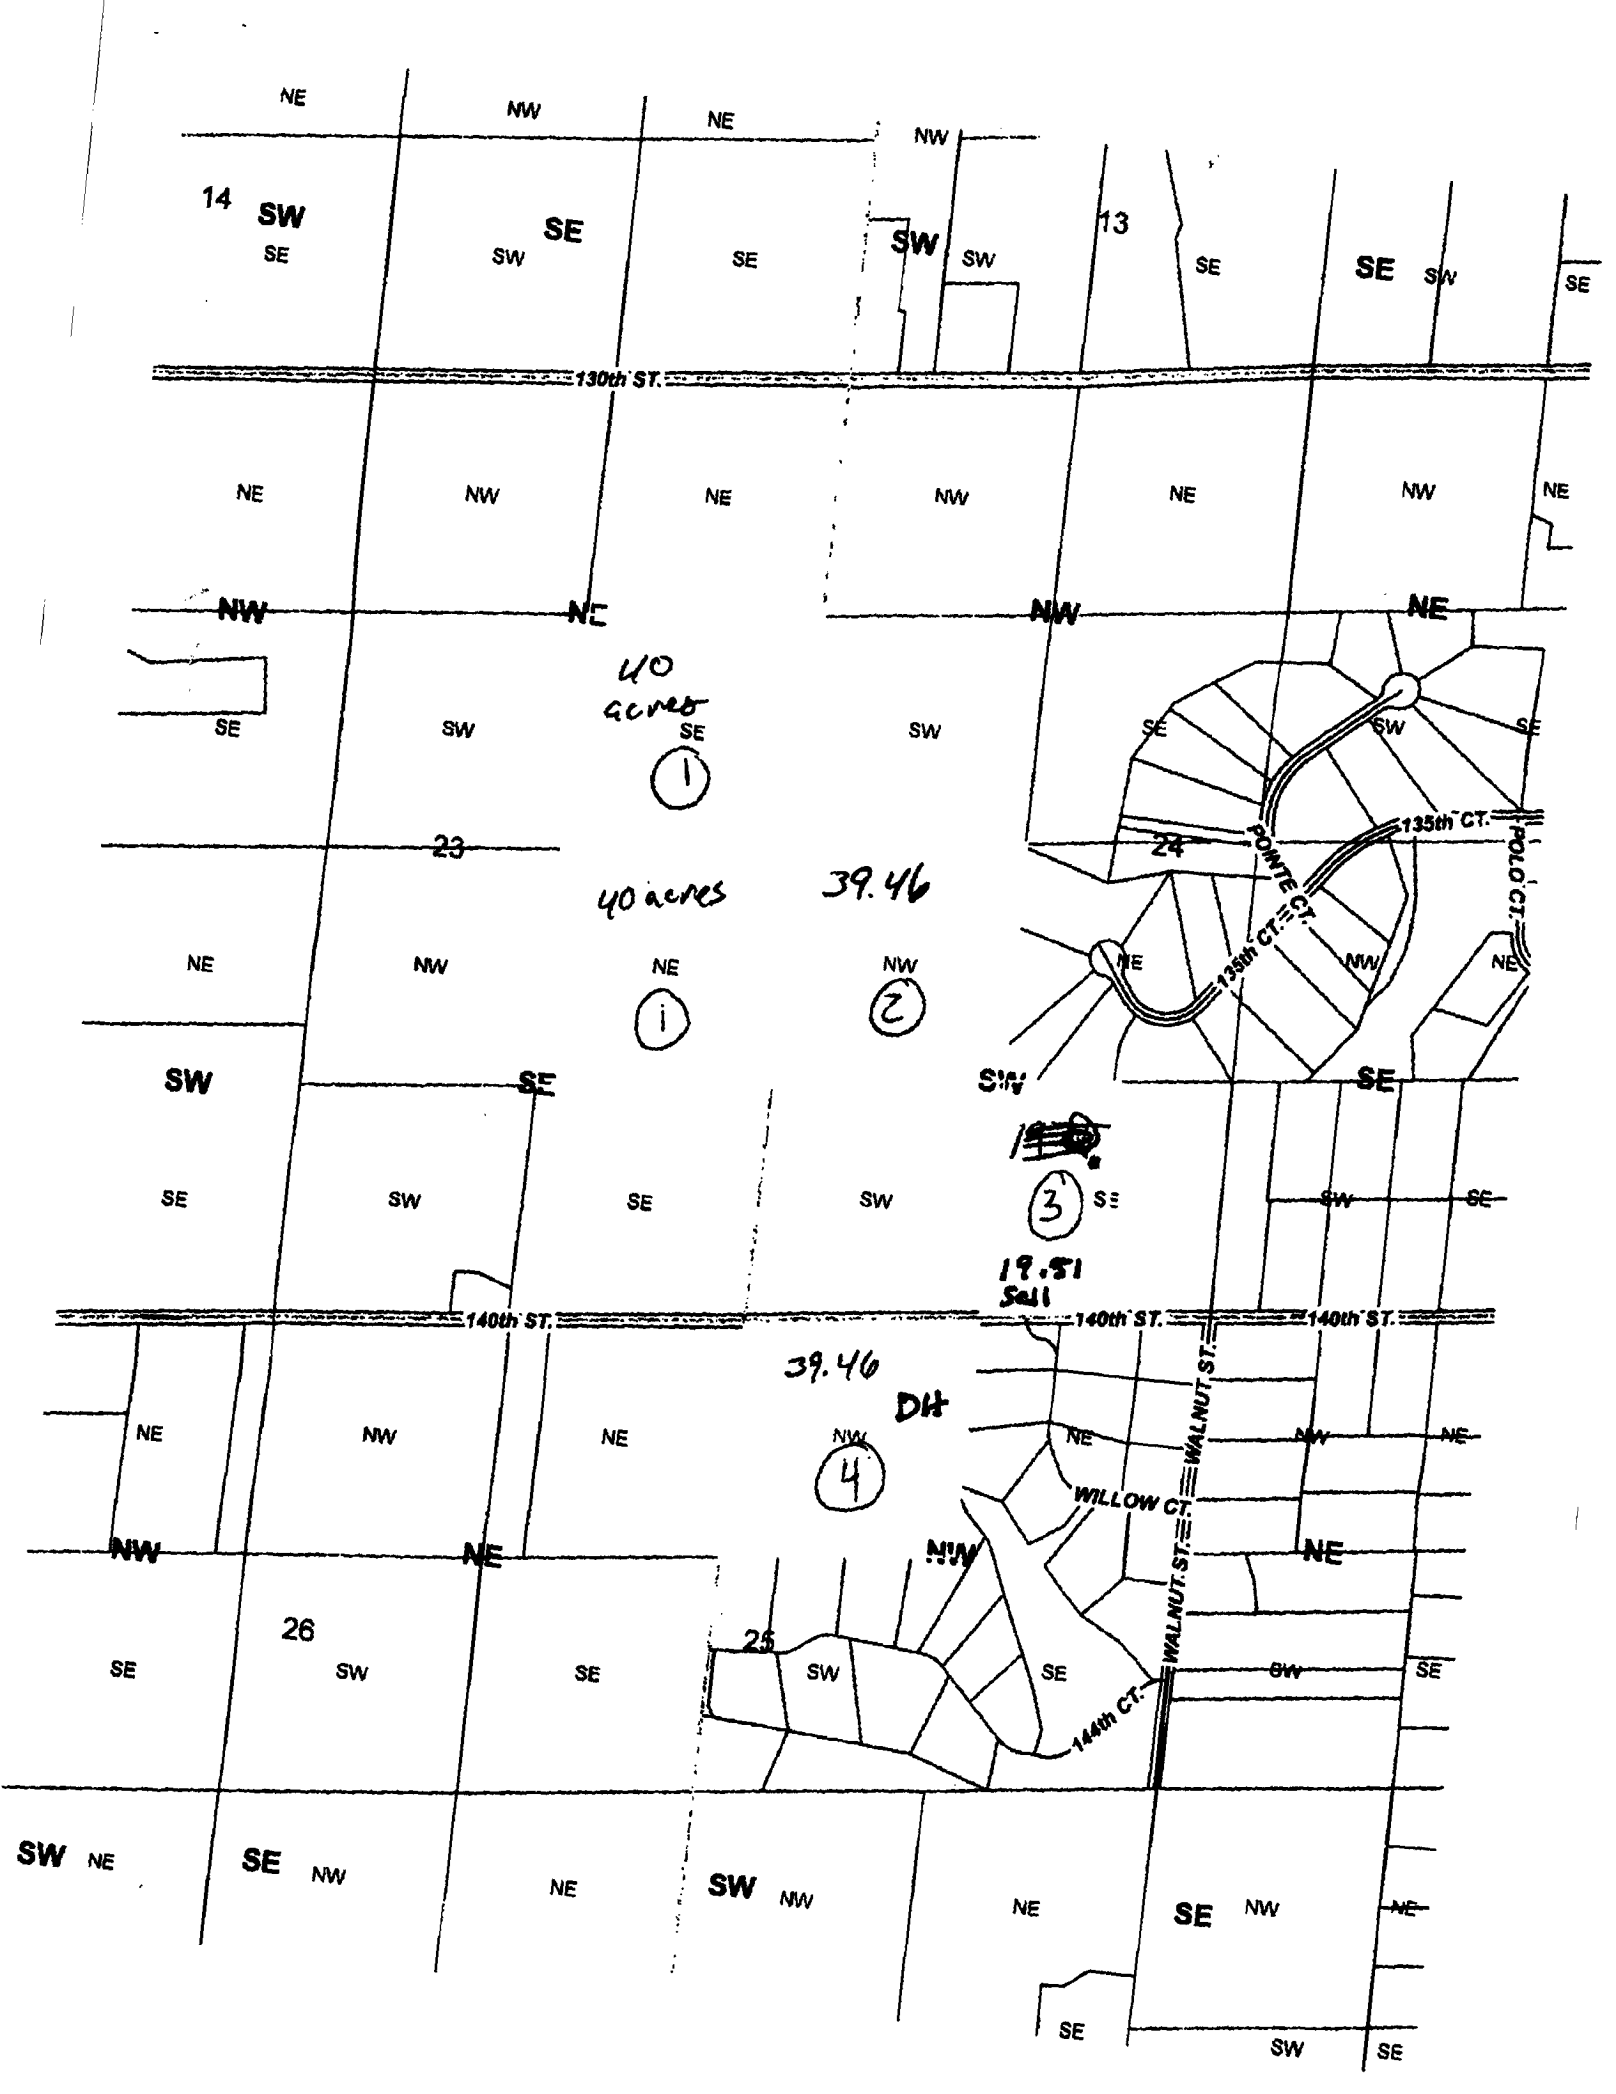 NE NW NE NW
14 SW SE SW 13
SE SW SE SW SE SE SW SE
130th ST.
NE NW NE NW NE NW NE
NW NE NW NE
40
acres
SE SW SE SW SE SW SE
1
23 24 135th CT.
POINTE CT.
POLO CT.
40 acres 39.46
NE NW NE NW NE 135th CT. NW NE
1 2
SW SE SW SE
SE SW SE SW 3 SE SW SE
19.51
Sell
140th ST. 140th ST. 140th ST.
39.46
DH
WALNUT ST.
NE NW NE NW NE NW NE
4
WILLOW CT.
NW NE NW NE
WALNUT ST.
26 25
SE SW SE SW SE SW SE
144th CT.
SW NE SE NW NE SW NW NE SE NW NE
SE SW SE